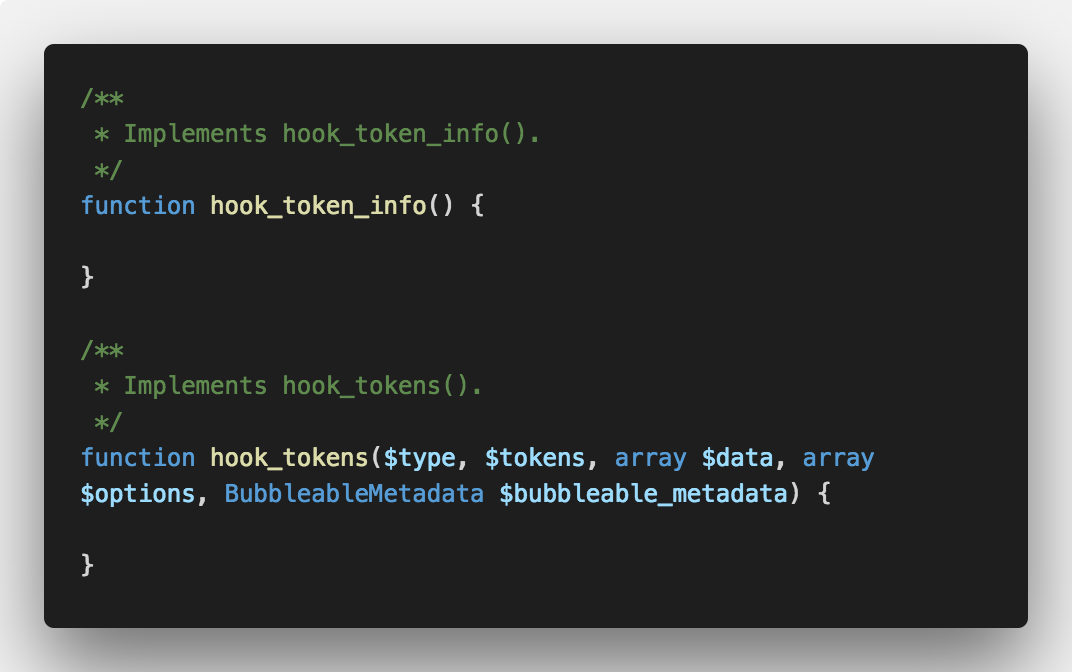 /**
 * Implements hook_token_info().
 */
function hook_token_info() {
}
/**
 * Implements hook_tokens().
 */
function hook_tokens($type, $tokens, array $data, array
$options, BubbleableMetadata $bubbleable_metadata) {
}